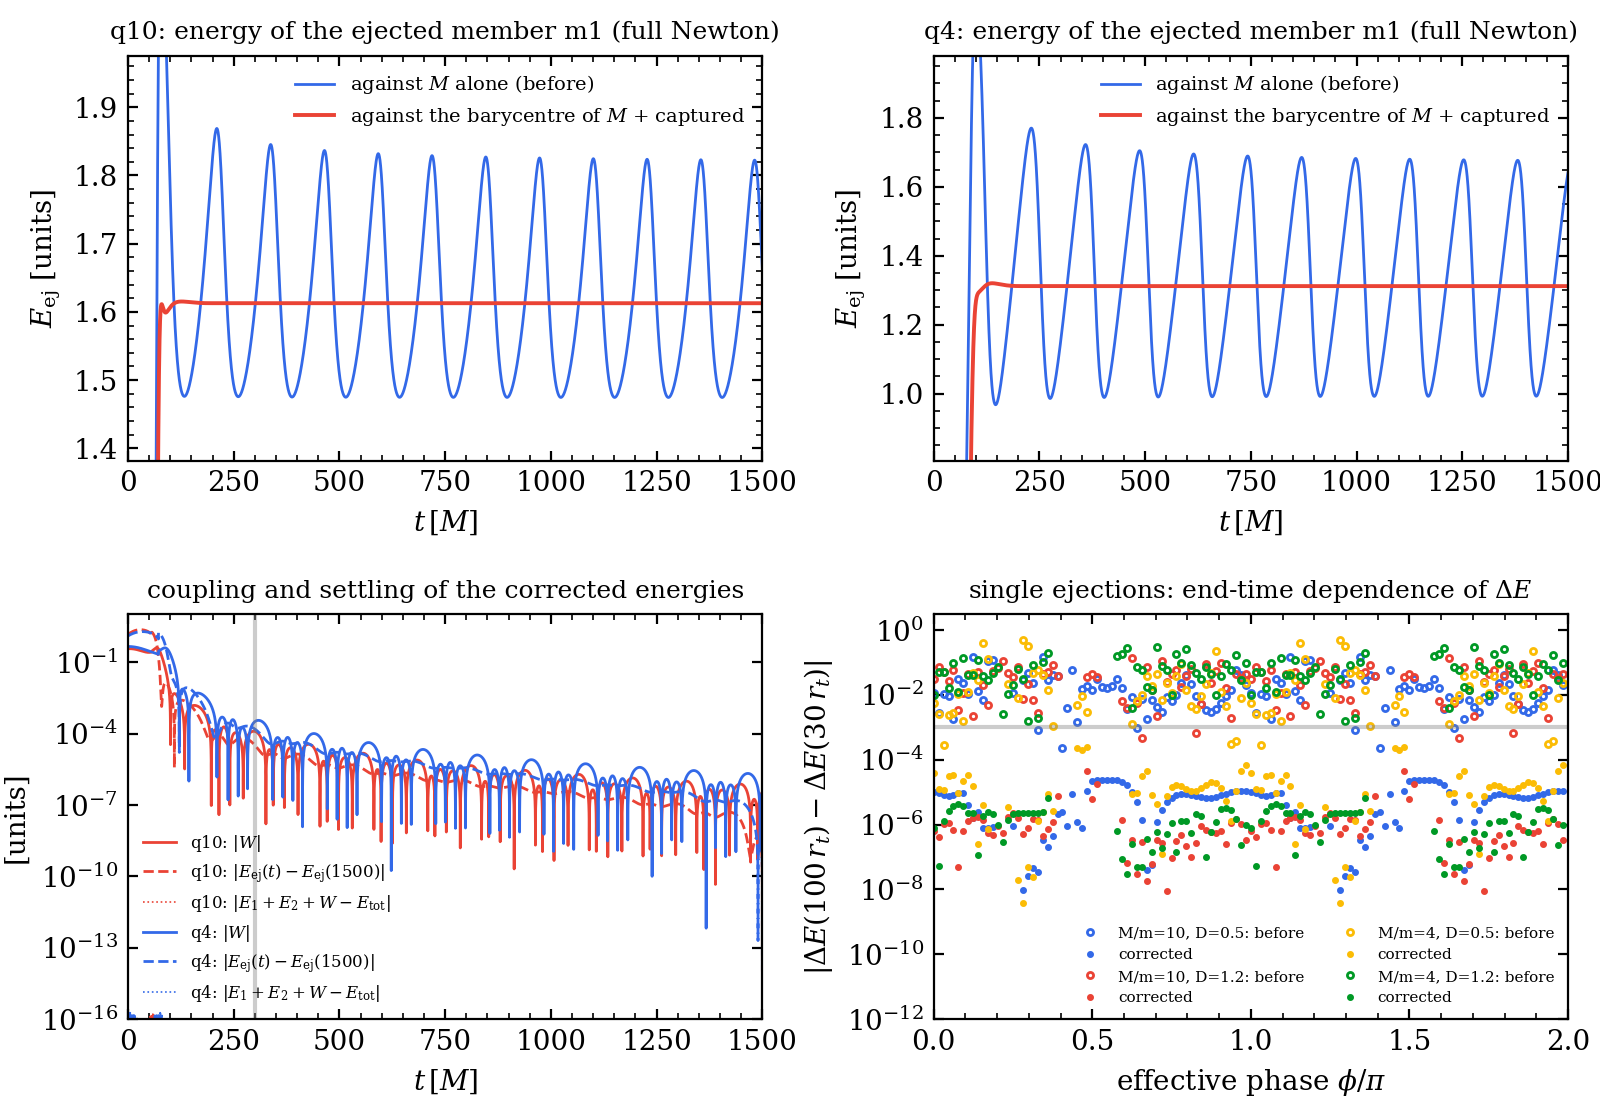 q10: energy of the ejected member m1 (full Newton)
against M alone (before)
against the barycentre of M + captured
E_ej [units]
1.9
1.8
1.7
1.6
1.5
1.4
0 250 500 750 1000 1250 1500
t [M]
q4: energy of the ejected member m1 (full Newton)
against M alone (before)
against the barycentre of M + captured
E_ej [units]
1.8
1.6
1.4
1.2
1.0
0 250 500 750 1000 1250 1500
t [M]
coupling and settling of the corrected energies
[units]
10^−1
10^−4
10^−7
10^−10
10^−13
10^−16
q10: |W|
q10: |E_ej(t) − E_ej(1500)|
q10: |E_1 + E_2 + W − E_tot|
q4: |W|
q4: |E_ej(t) − E_ej(1500)|
q4: |E_1 + E_2 + W − E_tot|
0 250 500 750 1000 1250 1500
t [M]
single ejections: end-time dependence of ΔE
|ΔE(100 r_t) − ΔE(30 r_t)|
10^0
10^−2
10^−4
10^−6
10^−8
10^−10
10^−12
M/m=10, D=0.5: before
corrected
M/m=10, D=1.2: before
corrected
M/m=4, D=0.5: before
corrected
M/m=4, D=1.2: before
corrected
0.0 0.5 1.0 1.5 2.0
effective phase ϕ/π